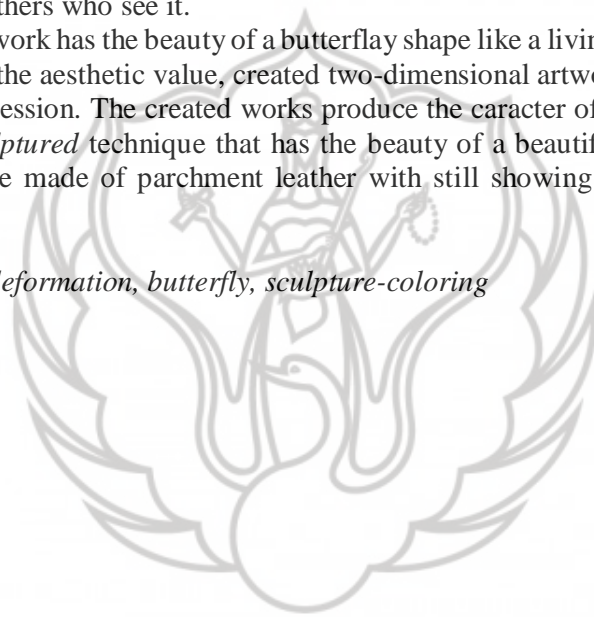 thers who see it.
work has the beauty of a butterflay shape like a livin
the aesthetic value, created two-dimensional artwo
ession. The created works produce the caracter of
ptured technique that has the beauty of a beautif
e made of parchment leather with still showing
deformation, butterfly, sculpture-coloring